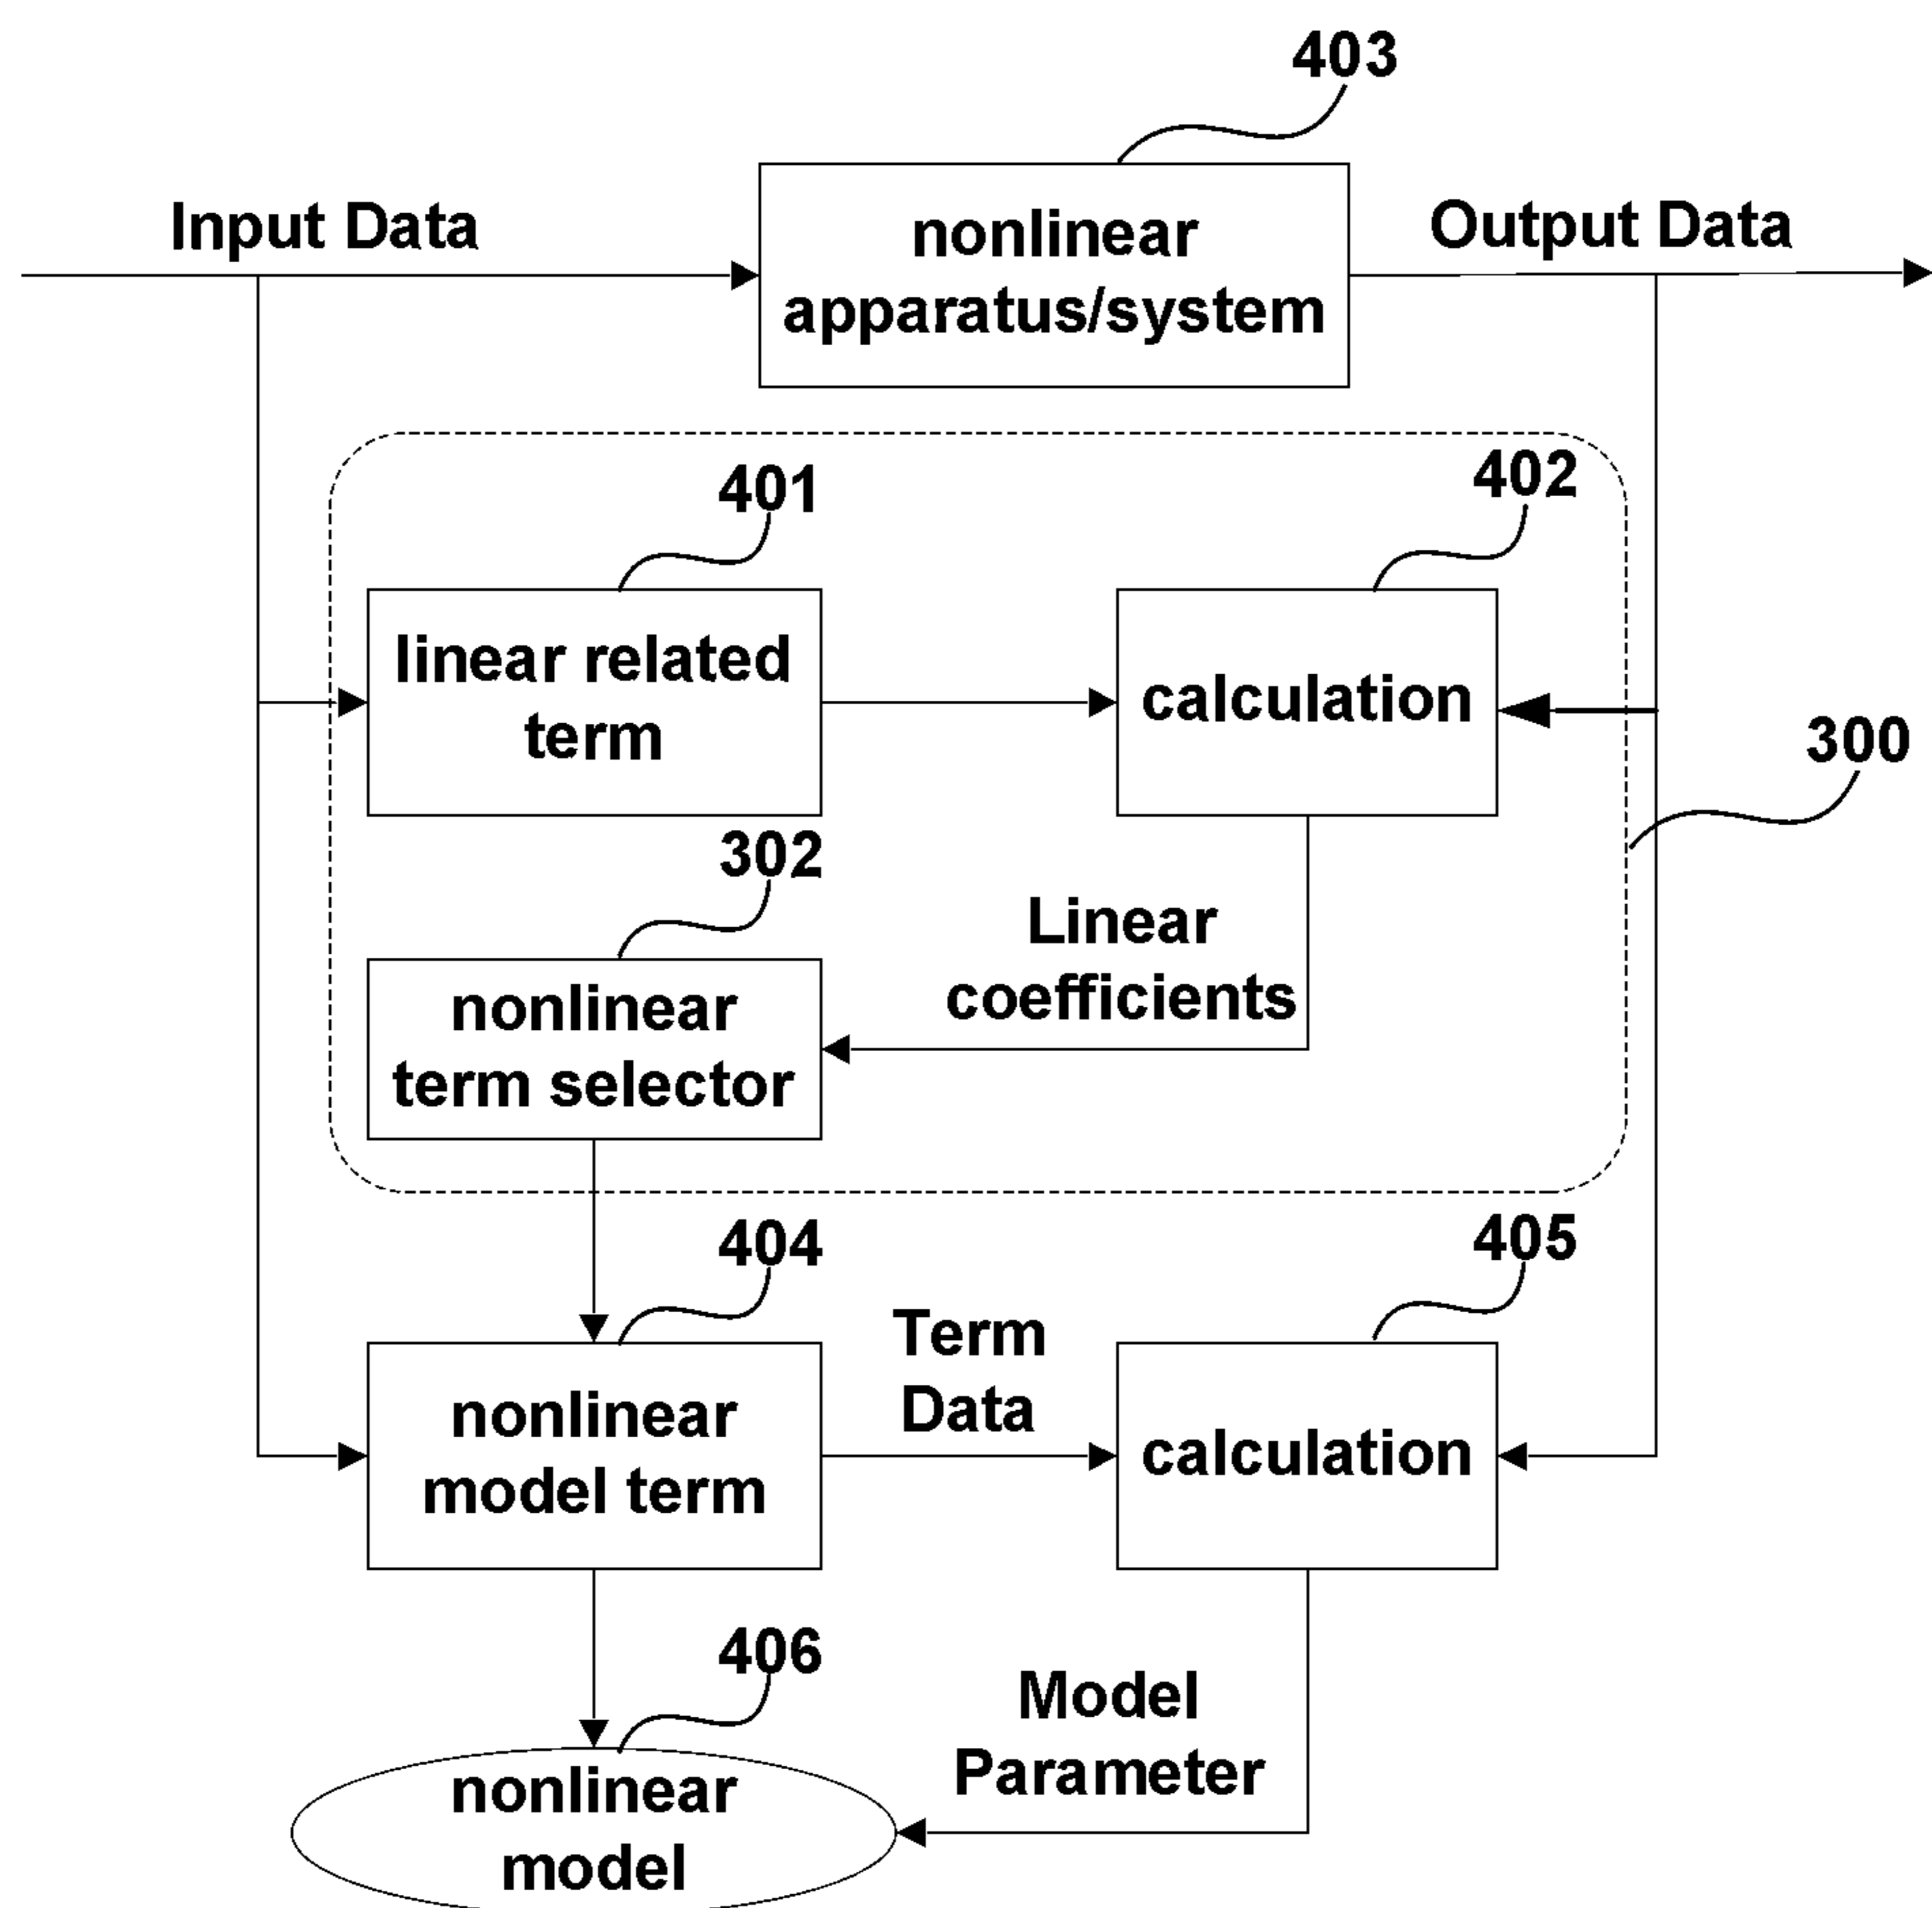 403
Input Data
nonlinear
apparatus/system
Output Data
401
402
linear related
term
calculation
300
302
Linear
coefficients
nonlinear
term selector
404
405
Term
Data
nonlinear
model term
calculation
406
Model
Parameter
nonlinear
model